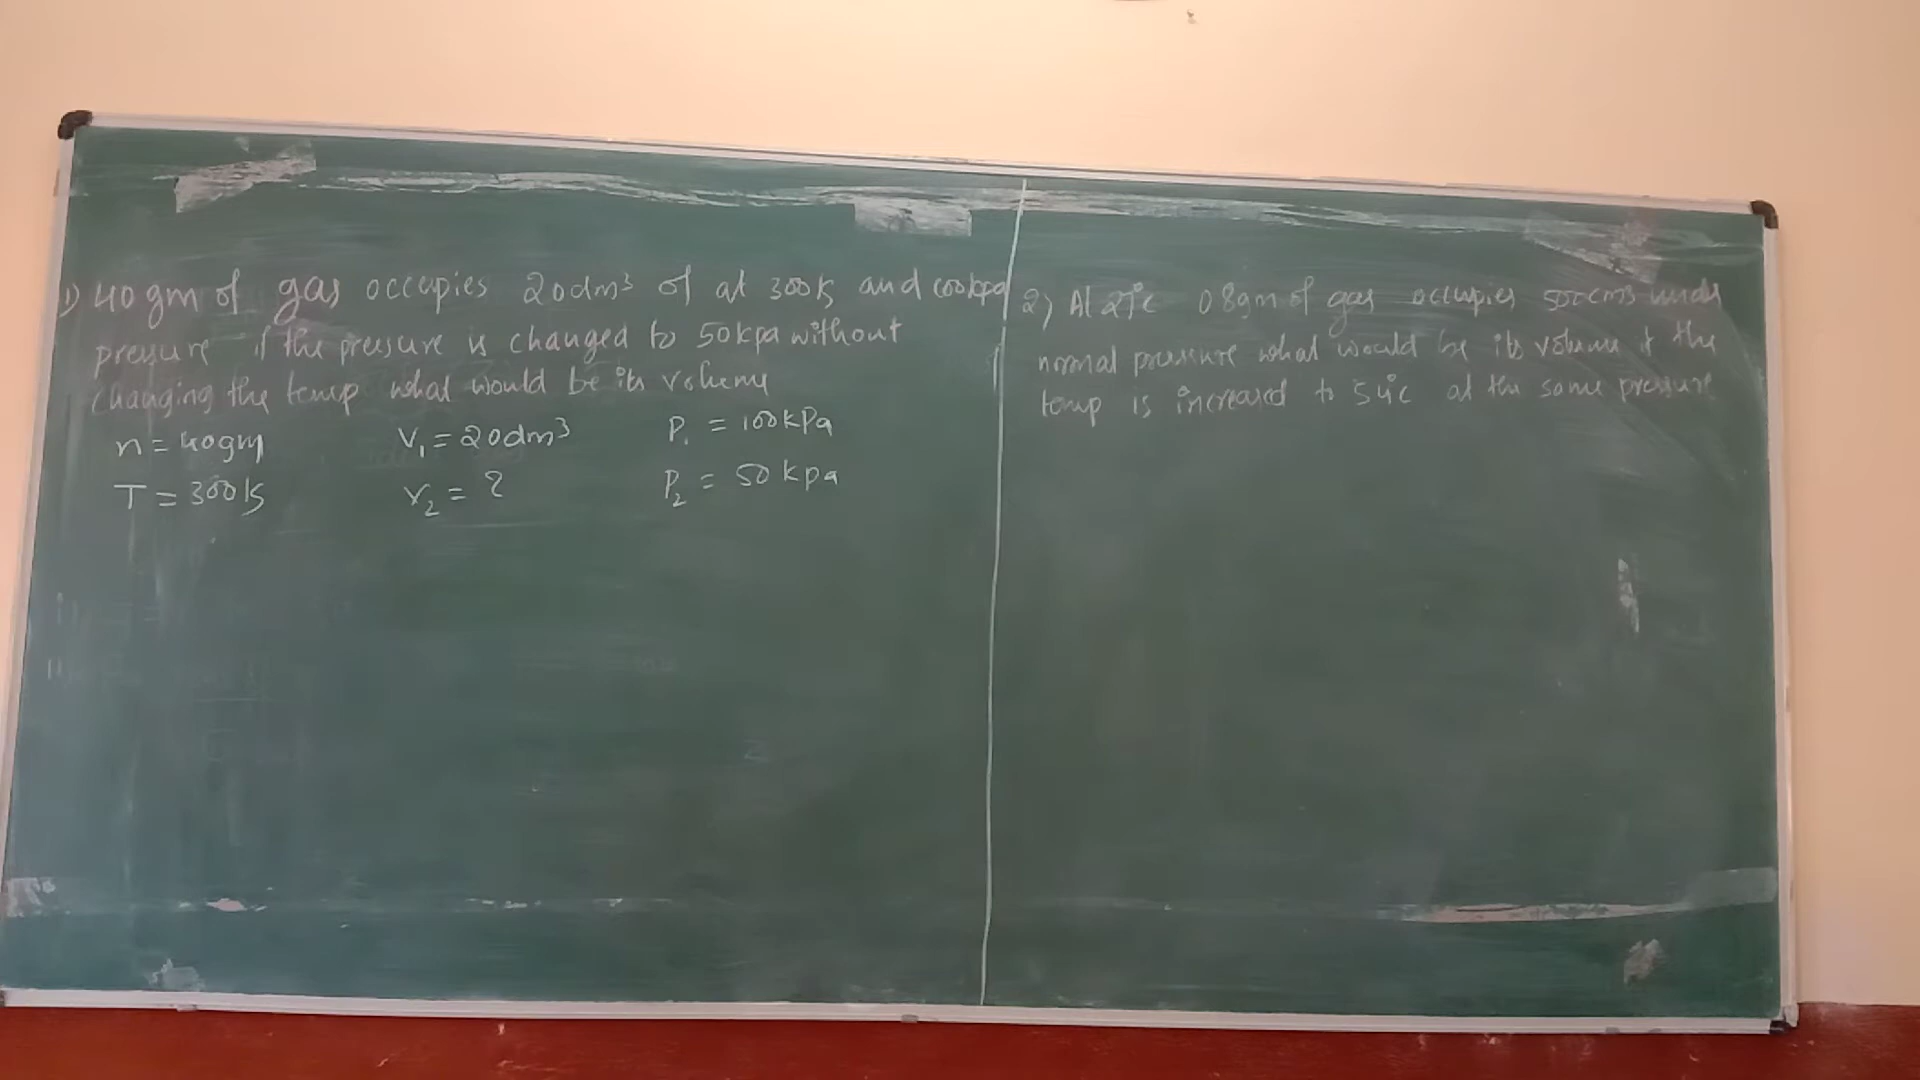 1) 40 gm of gas occupies 20dm³ of at 300k and 100kpa
pressure if the pressure is changed to 50kpa without
changing the temp what would be its volume
n = 40gm V₁ = 20dm³ P₁ = 100kPa
T = 300k V₂ = ? P₂ = 50 kpa
2) At 27°c 0.8gm of gas occupies 500cm³ under
normal pressure what would be its volume if the
temp is increased to 54°c at the same pressure